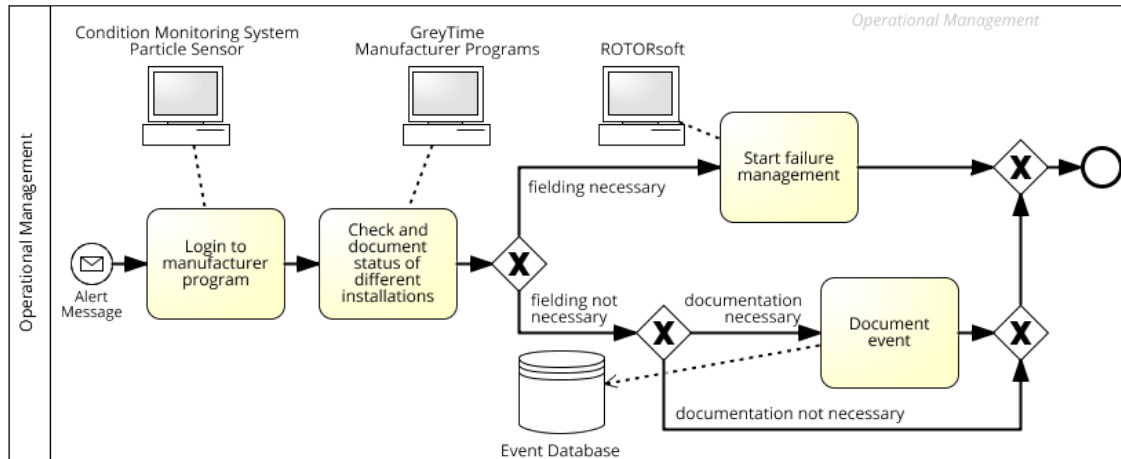 Operational Management
Operational Management
Condition Monitoring System
Particle Sensor
GreyTime
Manufacturer Programs
ROTORsoft
Alert
Message
Login to
manufacturer
program
Check and
document
status of
different
installations
fielding necessary
Start failure
management
fielding not
necessary
documentation
necessary
Document
event
documentation not necessary
Event Database